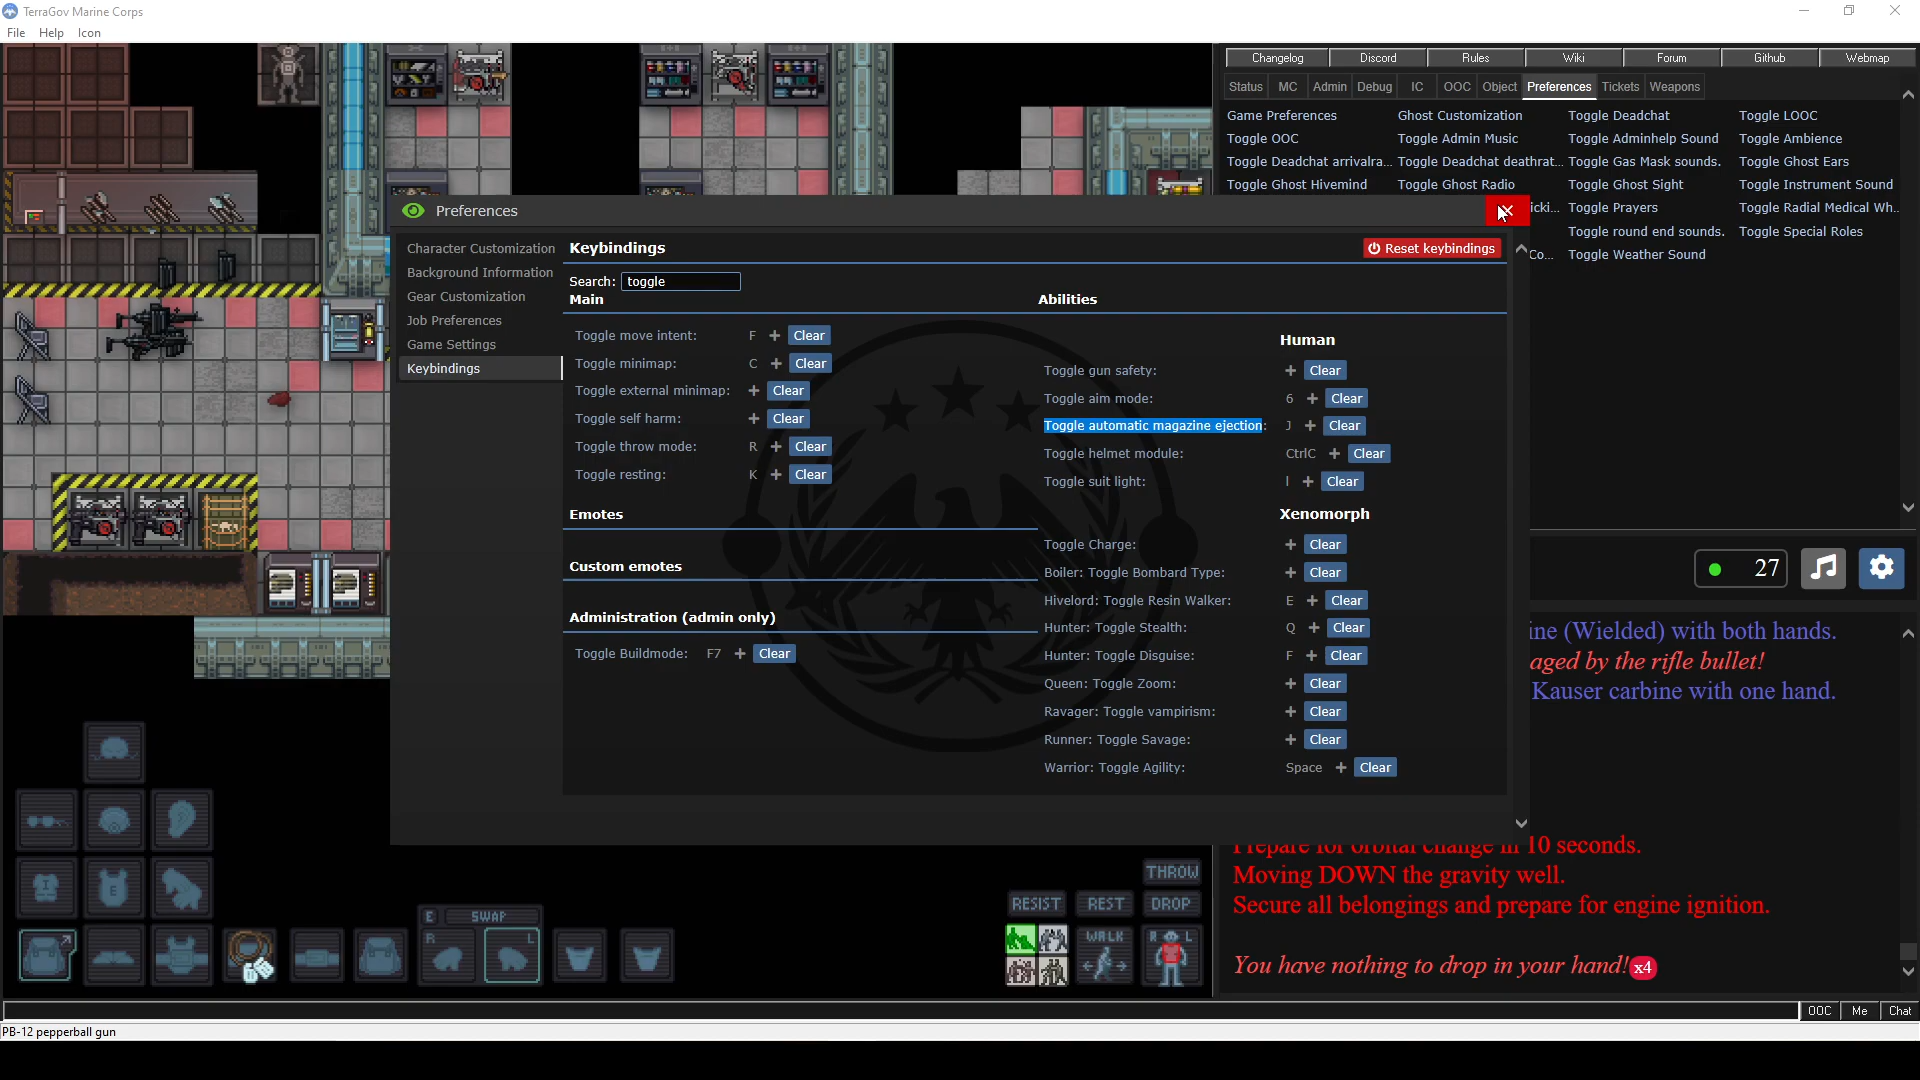 TerraGov Marine Corps
File Help Icon
Changelog Discord Rules Wiki Forum Github Webmap
Status MC Admin Debug IC OOC Object Preferences Tickets Weapons
Game Preferences Ghost Customization Toggle Deadchat Toggle LOOC
Toggle OOC Toggle Admin Music Toggle Adminhelp Sound Toggle Ambience
Toggle Deadchat arrivalra... Toggle Deadchat deathrat... Toggle Gas Mask sounds. Toggle Ghost Ears
Toggle Ghost Hivemind Toggle Ghost Radio Toggle Ghost Sight Toggle Instrument Sound
icki... Toggle Prayers Toggle Radial Medical Wh...
Toggle round end sounds. Toggle Special Roles
Co... Toggle Weather Sound
Preferences
Character Customization
Background Information
Gear Customization
Job Preferences
Game Settings
Keybindings
Keybindings
Reset keybindings
Search: toggle
Main
Toggle move intent: F + Clear
Toggle minimap: C + Clear
Toggle external minimap: + Clear
Toggle self harm: + Clear
Toggle throw mode: R + Clear
Toggle resting: K + Clear
Emotes
Custom emotes
Administration (admin only)
Toggle Buildmode: F7 + Clear
Abilities
Human
Toggle gun safety: + Clear
Toggle aim mode: 6 + Clear
Toggle automatic magazine ejection: J + Clear
Toggle helmet module: CtrlC + Clear
Toggle suit light: I + Clear
Xenomorph
Toggle Charge: + Clear
Boiler: Toggle Bombard Type: + Clear
Hivelord: Toggle Resin Walker: E + Clear
Hunter: Toggle Stealth: Q + Clear
Hunter: Toggle Disguise: F + Clear
Queen: Toggle Zoom: + Clear
Ravager: Toggle vampirism: + Clear
Runner: Toggle Savage: + Clear
Warrior: Toggle Agility: Space + Clear
27
ine (Wielded) with both hands.
aged by the rifle bullet!
Kauser carbine with one hand.
Prepare for orbital change in 10 seconds.
Moving DOWN the gravity well.
Secure all belongings and prepare for engine ignition.
You have nothing to drop in your hand! x4
THROW
RESIST REST DROP
WALK R L
E SWAP
R L
OOC Me Chat
PB-12 pepperball gun